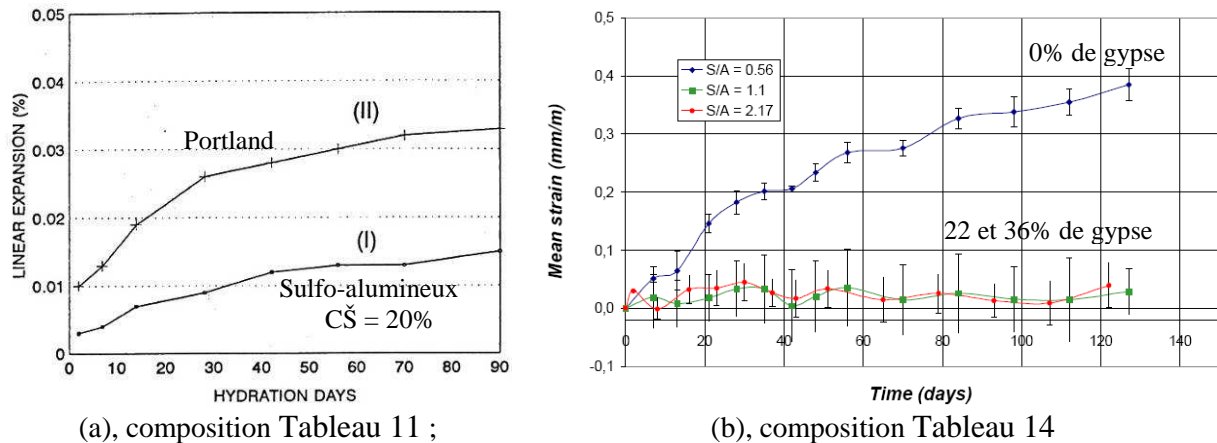 0.05
0.04
0.03
0.02
0.01
0
LINEAR EXPANSION (%)
(II)
Portland
(I)
Sulfo-alumineux
CŠ = 20%
0 10 20 30 40 50 60 70 80 90
HYDRATION DAYS
(a), composition Tableau 11 ;
0,5
0,4
0,3
0,2
0,1
0,0
-0,1
Mean strain (mm/m)
S/A = 0.56
S/A = 1.1
S/A = 2.17
0% de gypse
22 et 36% de gypse
0 20 40 60 80 100 120 140
Time (days)
(b), composition Tableau 14